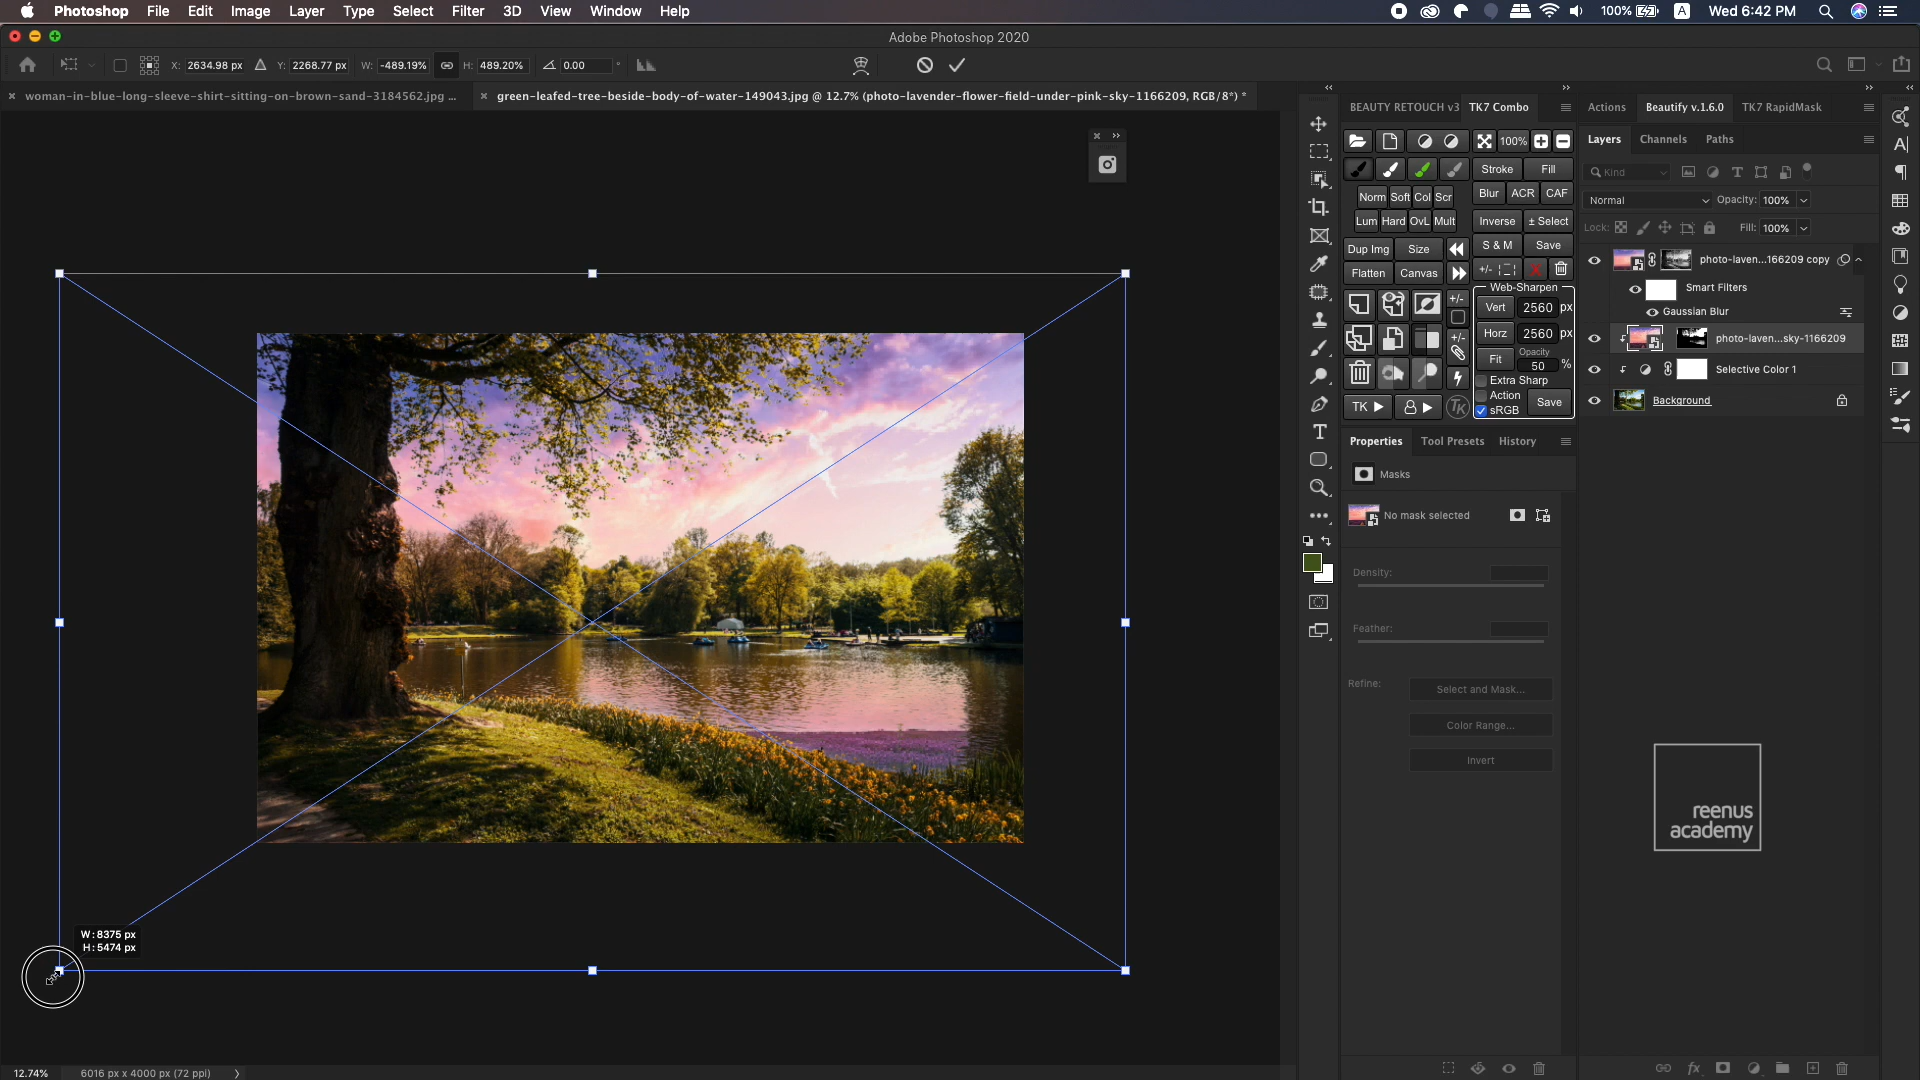 Photoshop File Edit Image Layer Type Select Filter 3D View Window Help
100% A Wed 6:42 PM
Adobe Photoshop 2020
X: 2634.98 px Y: 2268.77 px W: -489.19% H: 489.20% 0.00 °
× woman-in-blue-long-sleeve-shirt-sitting-on-brown-sand-3184562.jpg ... × green-leafed-tree-beside-body-of-water-149043.jpg @ 12.7% (photo-lavender-flower-field-under-pink-sky-1166209, RGB/8*) *
BEAUTY RETOUCH v3 TK7 Combo
100%
Stroke Fill
Norm Soft Col Scr
Blur ACR CAF
Lum Hard OvL Mult
Inverse ± Select
Dup Img Size
S & M Save
Flatten Canvas
+/- X
Web-Sharpen
+/-
Vert 2560 px
+/-
Horz 2560 px
Fit Opacity 50 %
Extra Sharp
Action
sRGB
Save
TK
TK
Properties Tool Presets History
Masks
No mask selected
Density:
Feather:
Refine:
Select and Mask...
Color Range...
Invert
Actions Beautify v.1.6.0 TK7 RapidMask
Layers Channels Paths
Kind
Normal Opacity: 100%
Lock: Fill: 100%
photo-laven...166209 copy
Smart Filters
Gaussian Blur
photo-laven...sky-1166209
Selective Color 1
Background
reenus
academy
W: 8375 px
H: 5474 px
12.74% 6016 px x 4000 px (72 ppi)
fx